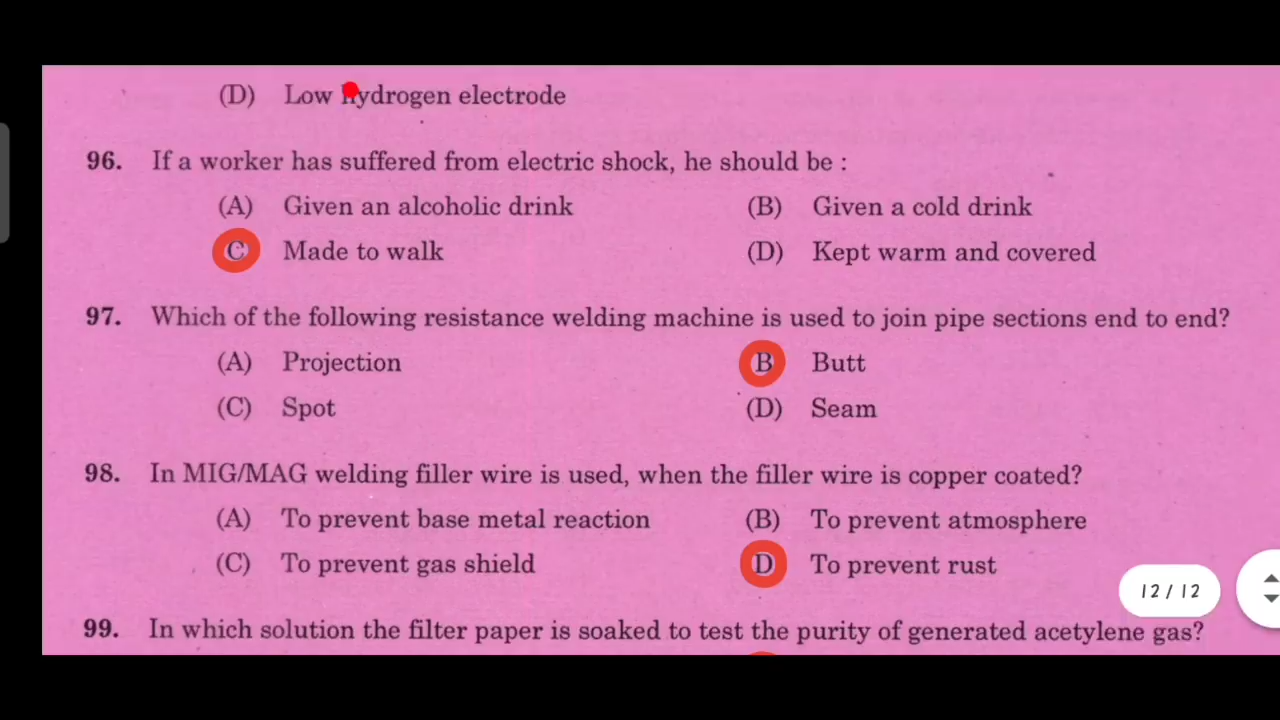 (D) Low hydrogen electrode
96. If a worker has suffered from electric shock, he should be :
(A) Given an alcoholic drink (B) Given a cold drink
C Made to walk (D) Kept warm and covered
97. Which of the following resistance welding machine is used to join pipe sections end to end?
(A) Projection B Butt
(C) Spot (D) Seam
98. In MIG/MAG welding filler wire is used, when the filler wire is copper coated?
(A) To prevent base metal reaction (B) To prevent atmosphere
(C) To prevent gas shield D To prevent rust
12 / 12
99. In which solution the filter paper is soaked to test the purity of generated acetylene gas?